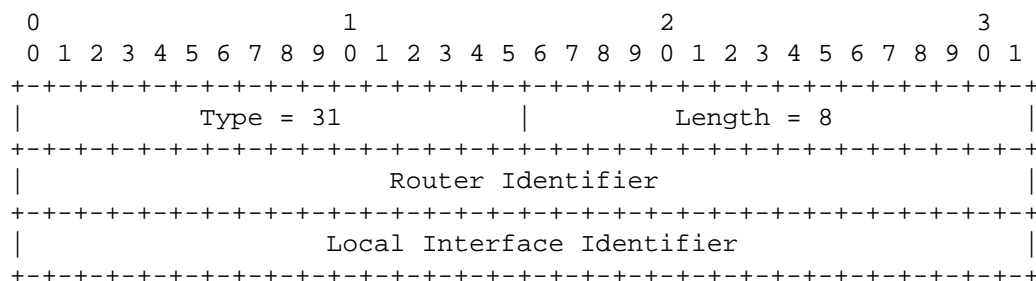 0                   1                   2                   3
 0 1 2 3 4 5 6 7 8 9 0 1 2 3 4 5 6 7 8 9 0 1 2 3 4 5 6 7 8 9 0 1
+-+-+-+-+-+-+-+-+-+-+-+-+-+-+-+-+-+-+-+-+-+-+-+-+-+-+-+-+-+-+-+-+
|           Type = 31           |         Length = 8            |
+-+-+-+-+-+-+-+-+-+-+-+-+-+-+-+-+-+-+-+-+-+-+-+-+-+-+-+-+-+-+-+-+
|                       Router Identifier                       |
+-+-+-+-+-+-+-+-+-+-+-+-+-+-+-+-+-+-+-+-+-+-+-+-+-+-+-+-+-+-+-+-+
|                   Local Interface Identifier                  |
+-+-+-+-+-+-+-+-+-+-+-+-+-+-+-+-+-+-+-+-+-+-+-+-+-+-+-+-+-+-+-+-+